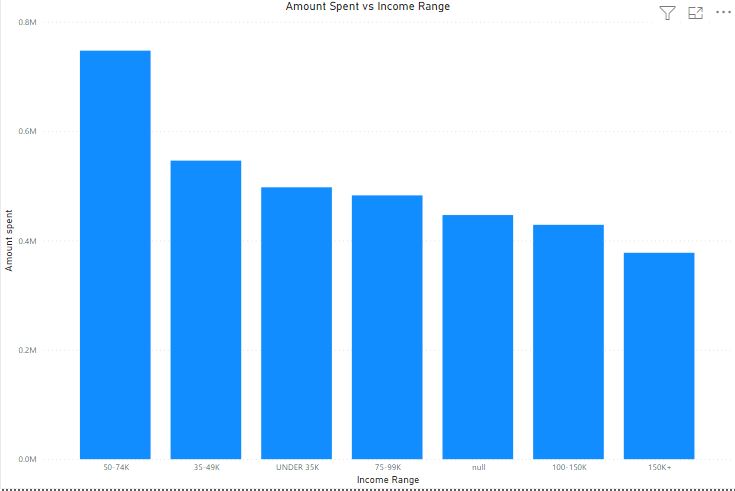 Amount Spent vs Income Range
0.8M
0.6M
0.4M
0.2M
0.0M
Amount spent
50-74K 35-49K UNDER 35K 75-99K null 100-150K 150K+
Income Range